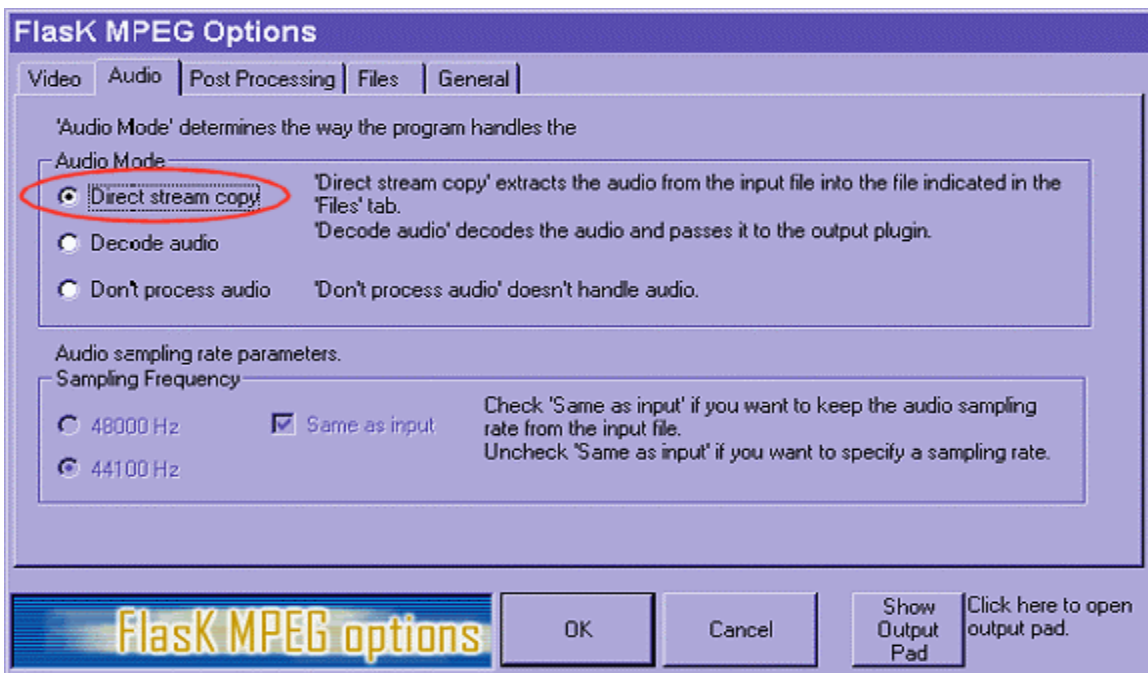 FlasK MPEG Options
Video Audio Post Processing Files General
'Audio Mode' determines the way the program handles the
Audio Mode
Direct stream copy
'Direct stream copy' extracts the audio from the input file into the file indicated in the
'Files' tab.
Decode audio
'Decode audio' decodes the audio and passes it to the output plugin.
Don't process audio
'Don't process audio' doesn't handle audio.
Audio sampling rate parameters.
Sampling Frequency
48000 Hz
44100 Hz
Same as input
Check 'Same as input' if you want to keep the audio sampling
rate from the input file.
Uncheck 'Same as input' if you want to specify a sampling rate.
FlasK MPEG options
OK
Cancel
Show
Output
Pad
Click here to open
output pad.